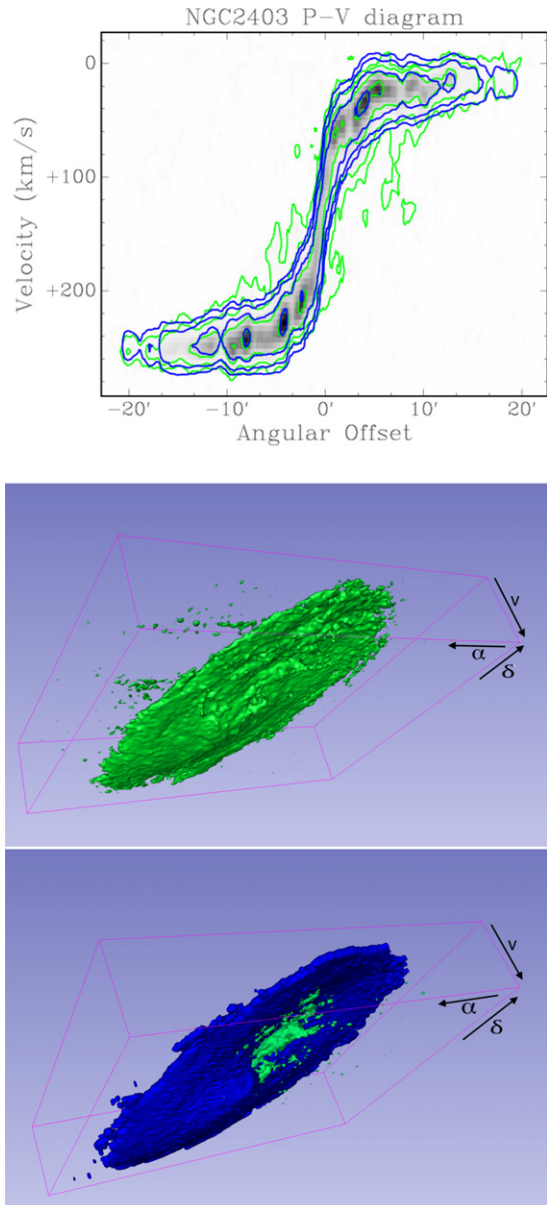 NGC2403 P-V diagram
Velocity (km/s)
0
+100
+200
-20'
-10'
0'
10'
20'
Angular Offset
v
α
δ
v
α
δ